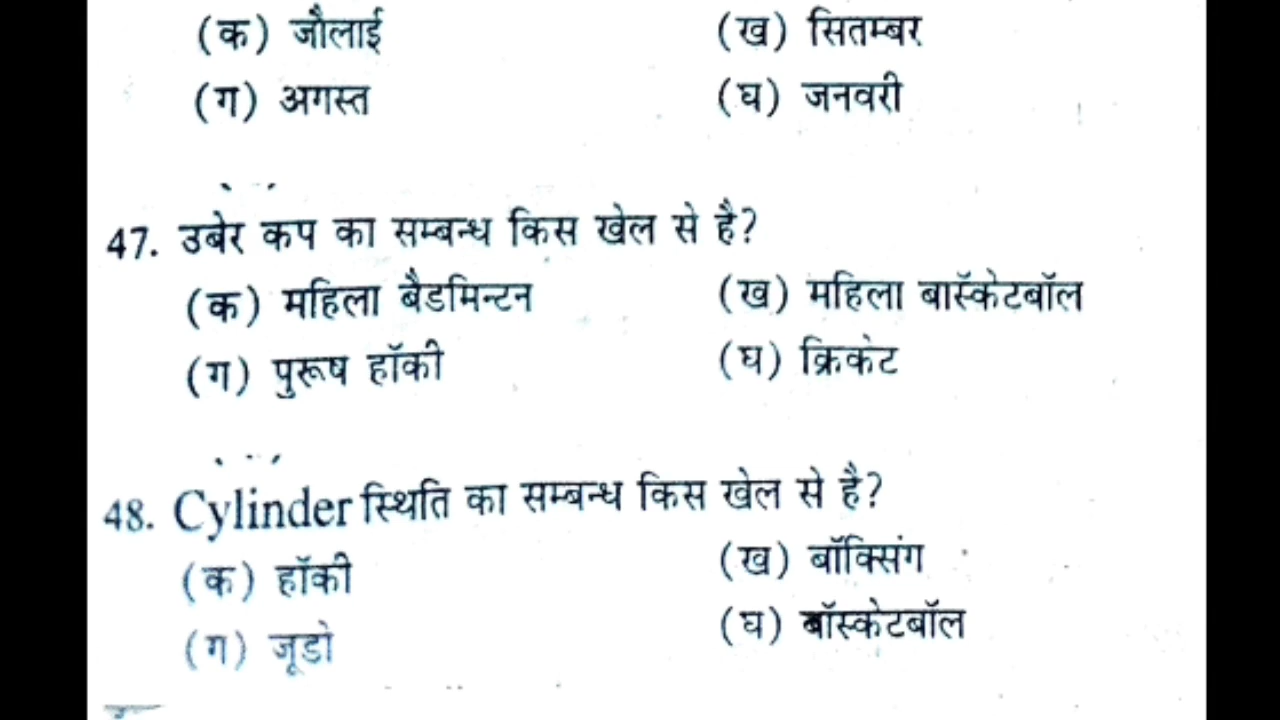 (क) जौलाई (ख) सितम्बर
(ग) अगस्त (घ) जनवरी
47. उबेर कप का सम्बन्ध किस खेल से है?
(क) महिला बैडमिन्टन (ख) महिला बास्केटबॉल
(ग) पुरूष हॉकी (घ) क्रिकेट
48. Cylinder स्थिति का सम्बन्ध किस खेल से है?
(क) हॉकी (ख) बॉक्सिंग
(ग) जूडो (घ) बॉस्केटबॉल